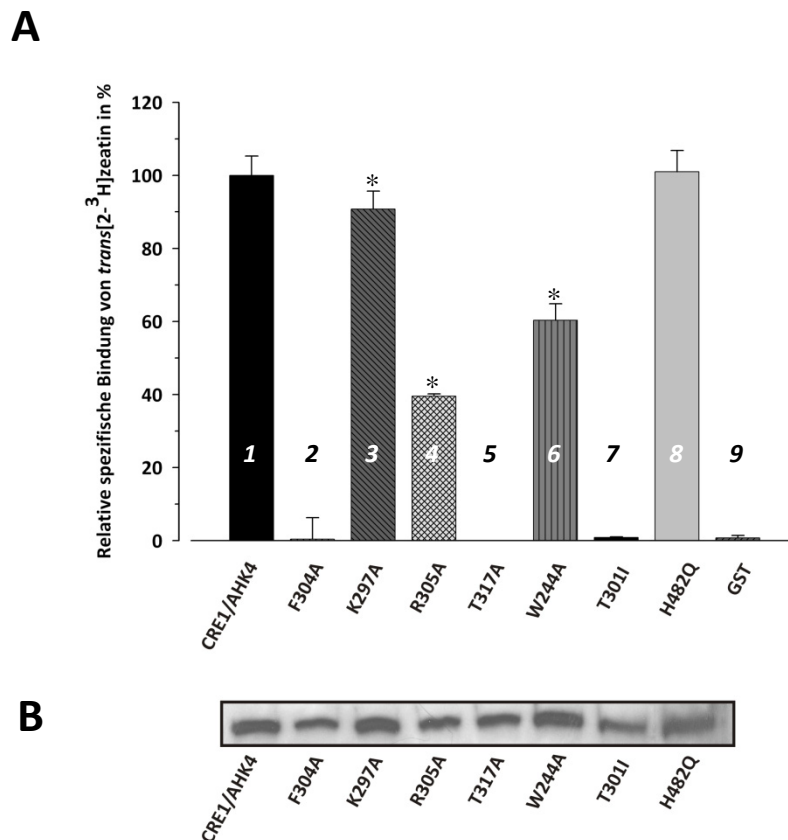 A
Relative spezifische Bindung von trans[2-³H]zeatin in %
120
100
80
60
40
20
0
*
*
*
1
2
3
4
5
6
7
8
9
CRE1/AHK4
F304A
K297A
R305A
T317A
W244A
T301I
H482Q
GST
B
CRE1/AHK4
F304A
K297A
R305A
T317A
W244A
T301I
H482Q